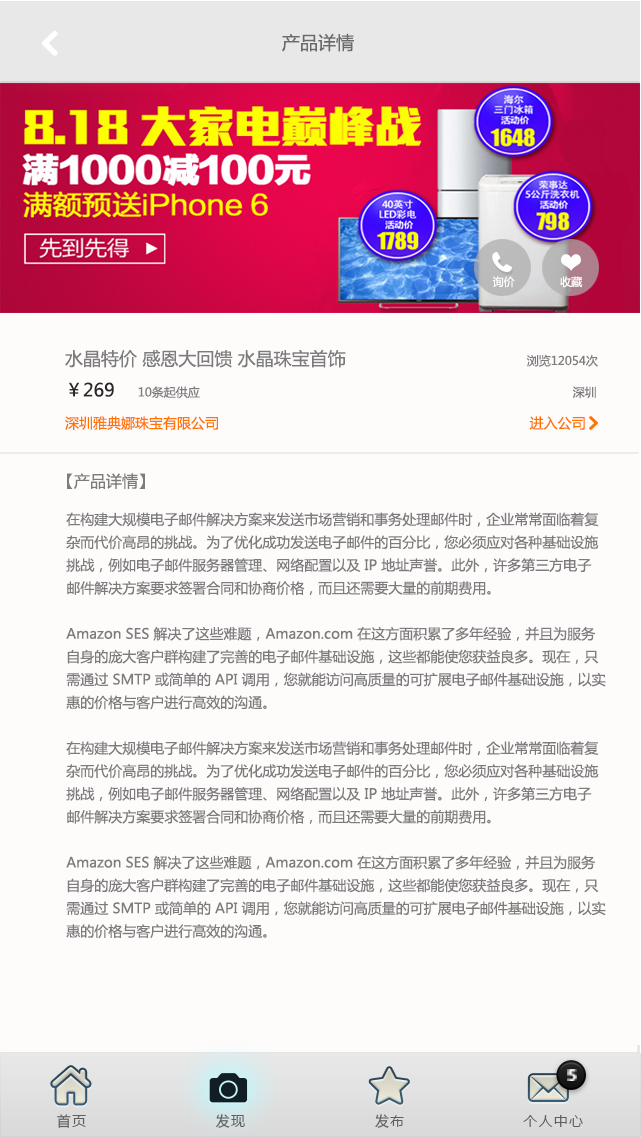 产品详情
8.18 大家电巅峰战
满1000减100元
满额预送iPhone 6
先到先得
海尔
三门冰箱
活动价
1648
荣事达
5公斤洗衣机
活动价
798
40英寸
LED彩电
活动价
1789
询价
收藏
水晶特价 感恩大回馈 水晶珠宝首饰
浏览12054次
￥269
10条起供应
深圳
深圳雅典娜珠宝有限公司
进入公司
【产品详情】
在构建大规模电子邮件解决方案来发送市场营销和事务处理邮件时，企业常常面临着复
杂而代价高昂的挑战。为了优化成功发送电子邮件的百分比，您必须应对各种基础设施
挑战，例如电子邮件服务器管理、网络配置以及 IP 地址声誉。此外，许多第三方电子
邮件解决方案要求签署合同和协商价格，而且还需要大量的前期费用。
Amazon SES 解决了这些难题，Amazon.com 在这方面积累了多年经验，并且为服务
自身的庞大客户群构建了完善的电子邮件基础设施，这些都能使您获益良多。现在，只
需通过 SMTP 或简单的 API 调用，您就能访问高质量的可扩展电子邮件基础设施，以实
惠的价格与客户进行高效的沟通。
在构建大规模电子邮件解决方案来发送市场营销和事务处理邮件时，企业常常面临着复
杂而代价高昂的挑战。为了优化成功发送电子邮件的百分比，您必须应对各种基础设施
挑战，例如电子邮件服务器管理、网络配置以及 IP 地址声誉。此外，许多第三方电子
邮件解决方案要求签署合同和协商价格，而且还需要大量的前期费用。
Amazon SES 解决了这些难题，Amazon.com 在这方面积累了多年经验，并且为服务
自身的庞大客户群构建了完善的电子邮件基础设施，这些都能使您获益良多。现在，只
需通过 SMTP 或简单的 API 调用，您就能访问高质量的可扩展电子邮件基础设施，以实
惠的价格与客户进行高效的沟通。
5
首页
发现
发布
个人中心